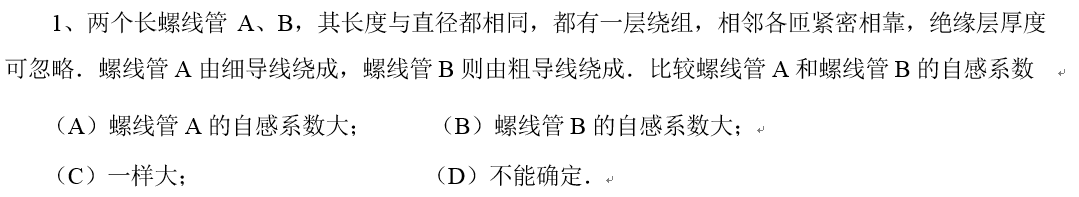 1、两个长螺线管 A、B，其长度与直径都相同，都有一层绕组，相邻各匝紧密相靠，绝缘层厚度
可忽略．螺线管 A 由细导线绕成，螺线管 B 则由粗导线绕成．比较螺线管 A 和螺线管 B 的自感系数
（A）螺线管 A 的自感系数大； （B）螺线管 B 的自感系数大；
（C）一样大； （D）不能确定．